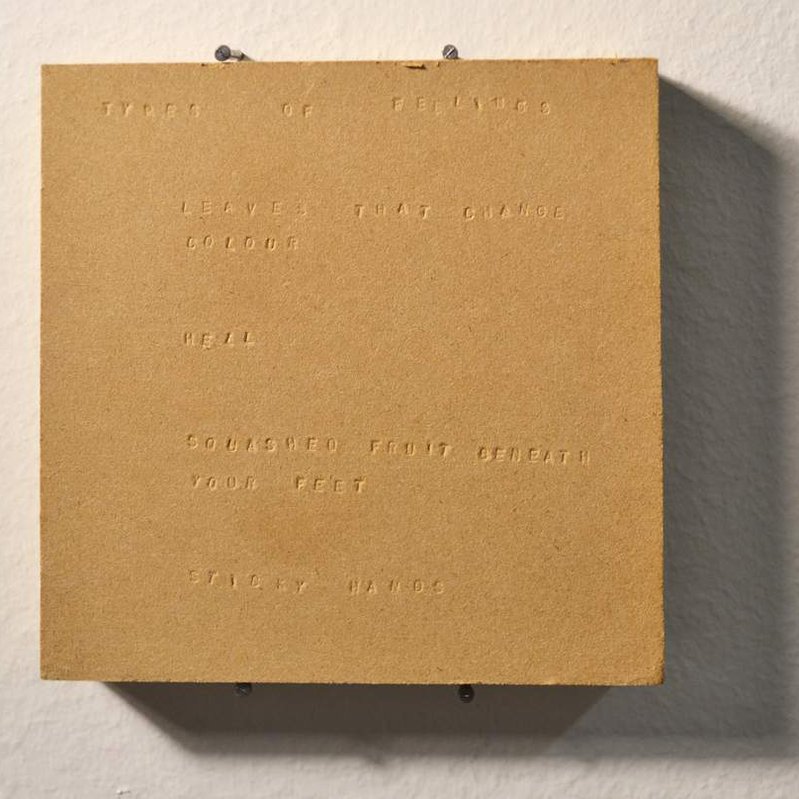 TYPES OF FEELINGS
LEAVES THAT CHANGE
COLOUR
HEAL
SQUASHED FRUIT BENEATH
YOUR FEET
STICKY HANDS